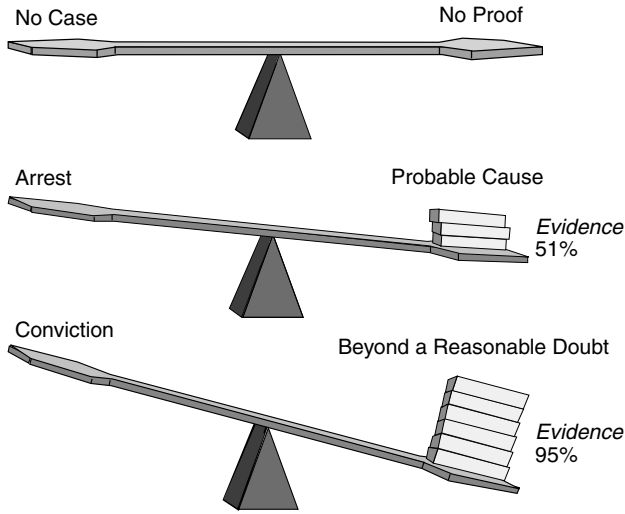 No Case
No Proof
Arrest
Probable Cause
Evidence
51%
Conviction
Beyond a Reasonable Doubt
Evidence
95%